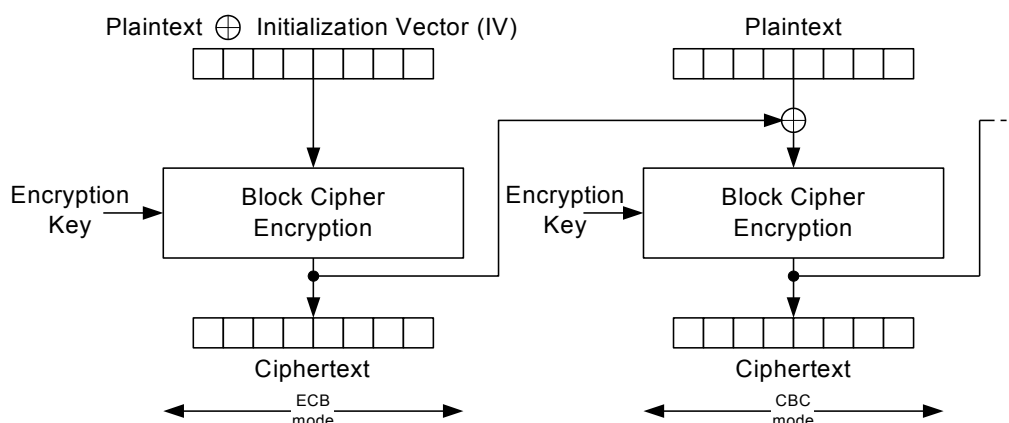 Plaintext ⊕ Initialization Vector (IV)
Plaintext
Encryption
Key
Block Cipher
Encryption
Encryption
Key
Block Cipher
Encryption
Ciphertext
Ciphertext
ECB
mode
CBC
mode